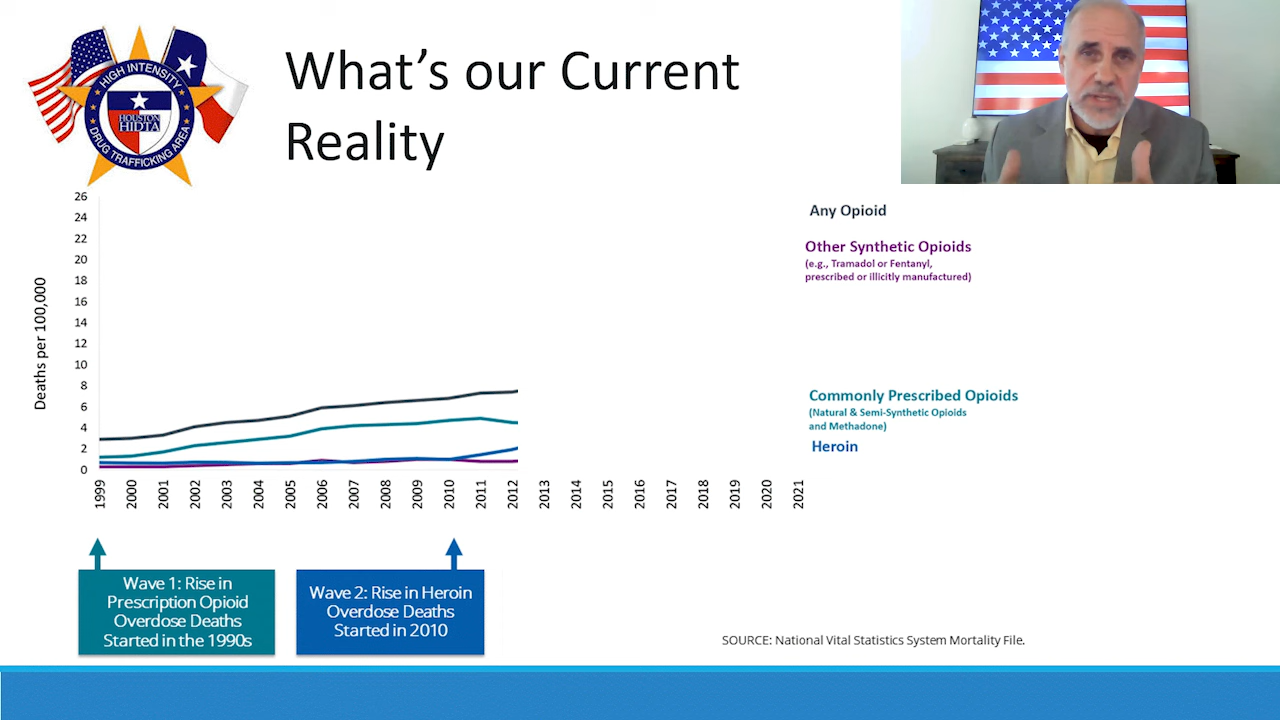 HIGH INTENSITY
HOUSTON
HIDTA
DRUG TRAFFICKING AREA
What's our Current
Reality
Deaths per 100,000
26
24
22
20
18
16
14
12
10
8
6
4
2
0
1999
2000
2001
2002
2003
2004
2005
2006
2007
2008
2009
2010
2011
2012
2013
2014
2015
2016
2017
2018
2019
2020
2021
Any Opioid
Other Synthetic Opioids
(e.g., Tramadol or Fentanyl,
prescribed or illicitly manufactured)
Commonly Prescribed Opioids
(Natural & Semi-Synthetic Opioids
and Methadone)
Heroin
Wave 1: Rise in
Prescription Opioid
Overdose Deaths
Started in the 1990s
Wave 2: Rise in Heroin
Overdose Deaths
Started in 2010
SOURCE: National Vital Statistics System Mortality File.